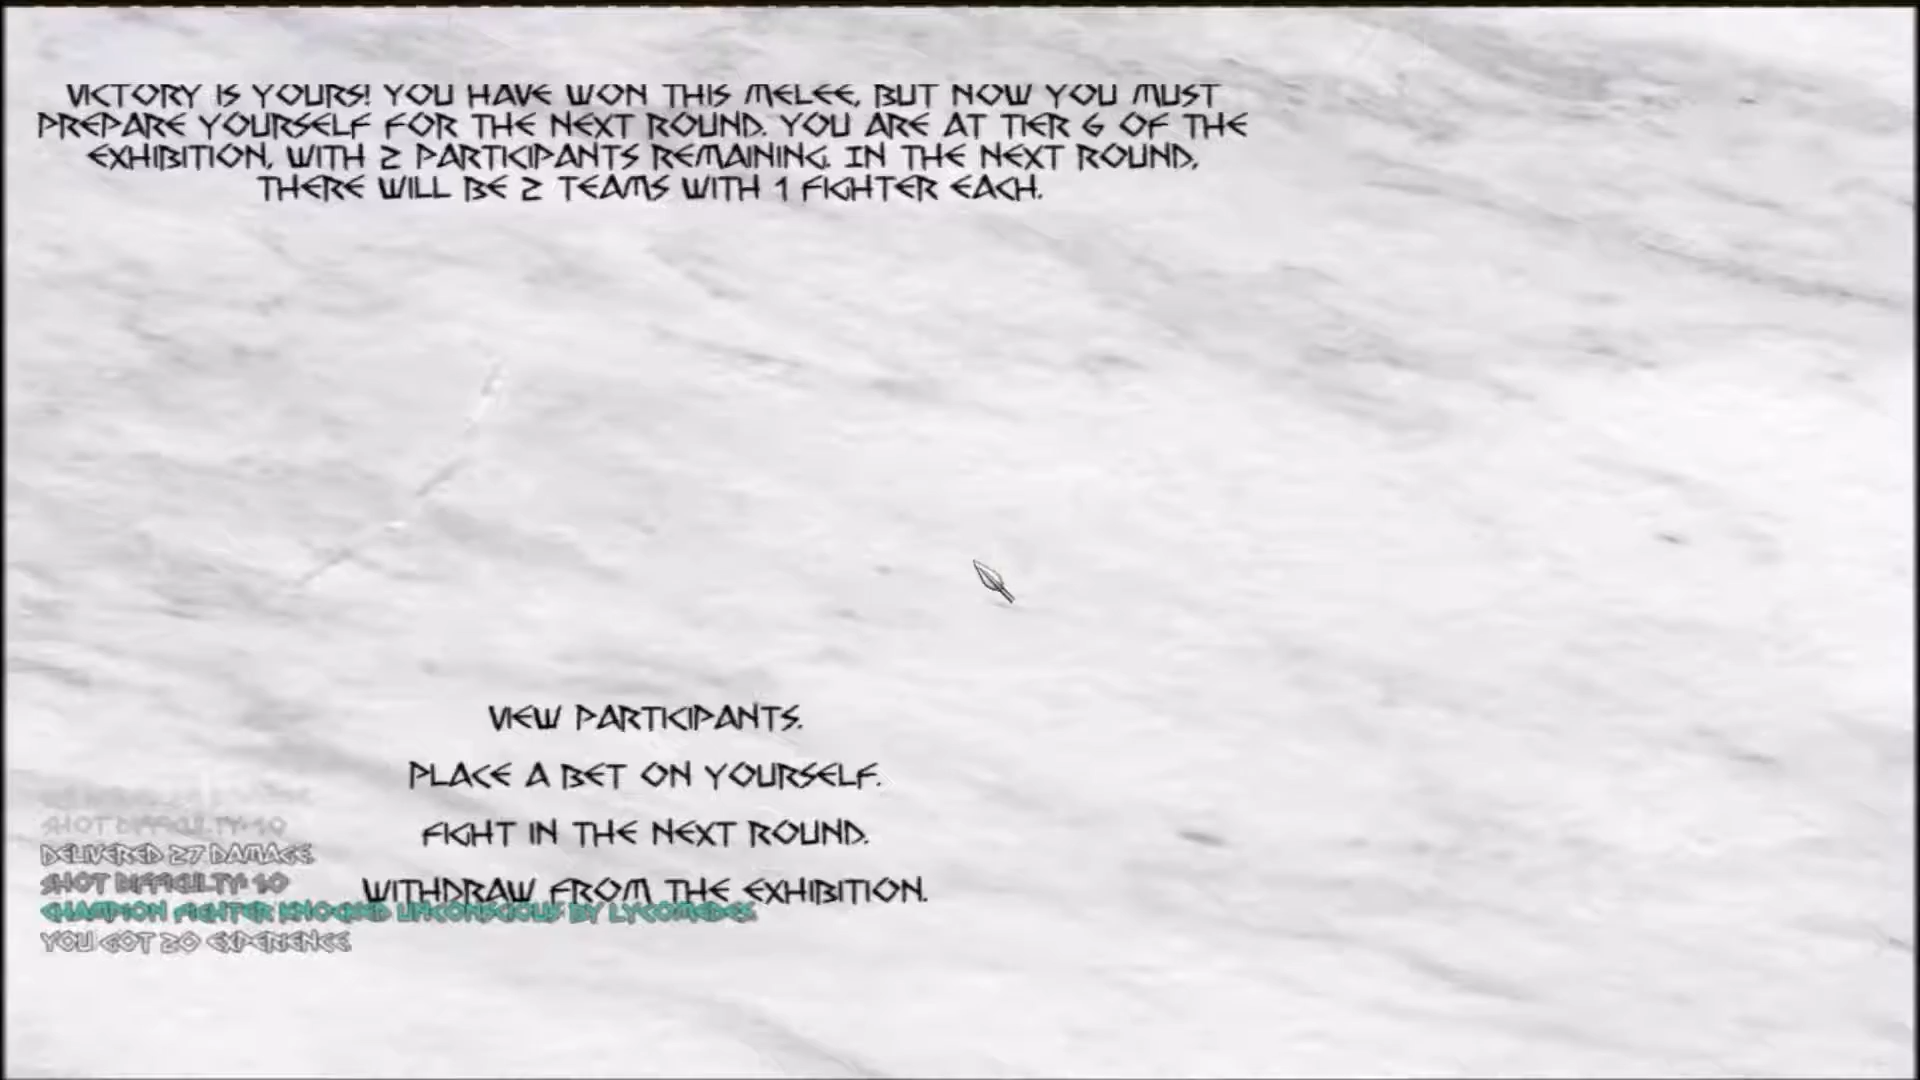 VICTORY IS YOURS! YOU HAVE WON THIS MELEE, BUT NOW YOU MUST
PREPARE YOURSELF FOR THE NEXT ROUND. YOU ARE AT TIER 6 OF THE
EXHIBITION, WITH 2 PARTICIPANTS REMAINING. IN THE NEXT ROUND,
THERE WILL BE 2 TEAMS WITH 1 FIGHTER EACH.
VIEW PARTICIPANTS.
PLACE A BET ON YOURSELF.
FIGHT IN THE NEXT ROUND.
WITHDRAW FROM THE EXHIBITION.
SHOT DIFFICULTY:
DELIVERED 27 DAMAGE.
SHOT DIFFICULTY:
CHAMPION FIGHTER KNOCKED UNCONSCIOUS BY LYCOMEDES.
YOU GOT 20 EXPERIENCE.